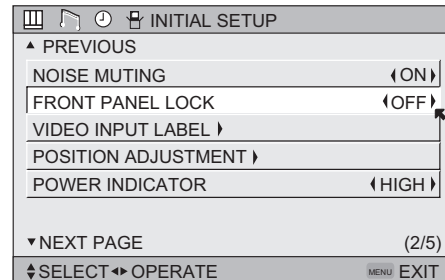 INITIAL SETUP
PREVIOUS
NOISE MUTING ON
FRONT PANEL LOCK OFF
VIDEO INPUT LABEL
POSITION ADJUSTMENT
POWER INDICATOR HIGH
NEXT PAGE (2/5)
SELECT OPERATE MENU EXIT